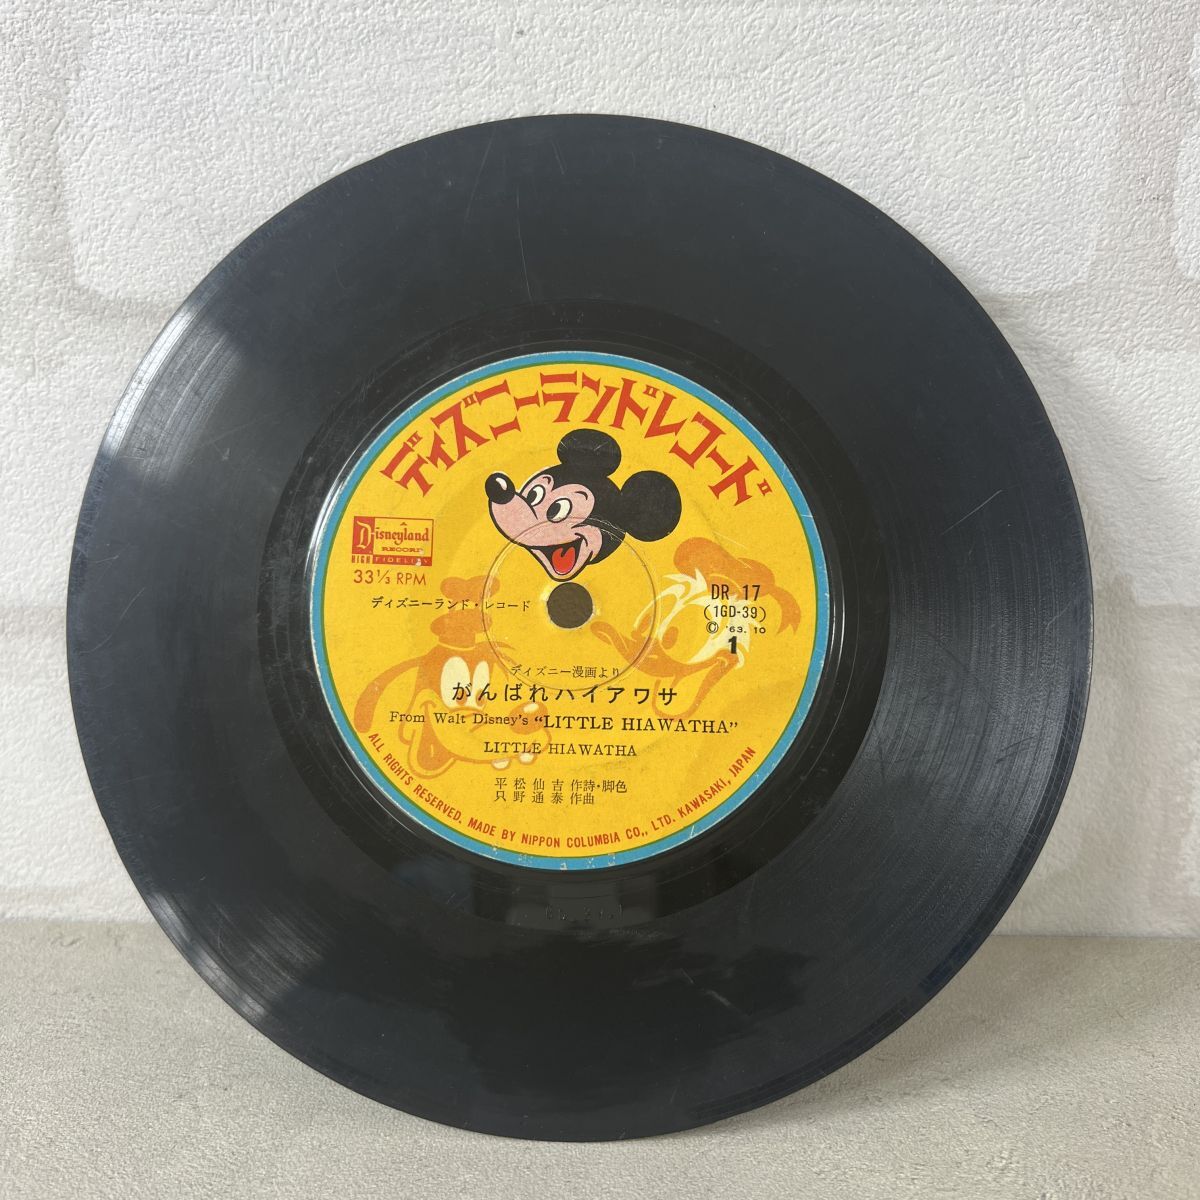 ディズニーランドレコード
Disneyland
RECORD
HIGH FIDELITY
33 1/3 RPM
ディズニーランド・レコード
DR 17
(1GD-39)
© '63. 10
1
ディズニー漫画より
がんばれハイアワサ
From Walt Disney's “LITTLE HIAWATHA”
LITTLE HIAWATHA
平松仙吉 作詩・脚色
只野通泰 作曲
ALL RIGHTS RESERVED. MADE BY NIPPON COLUMBIA CO., LTD. KAWASAKI, JAPAN